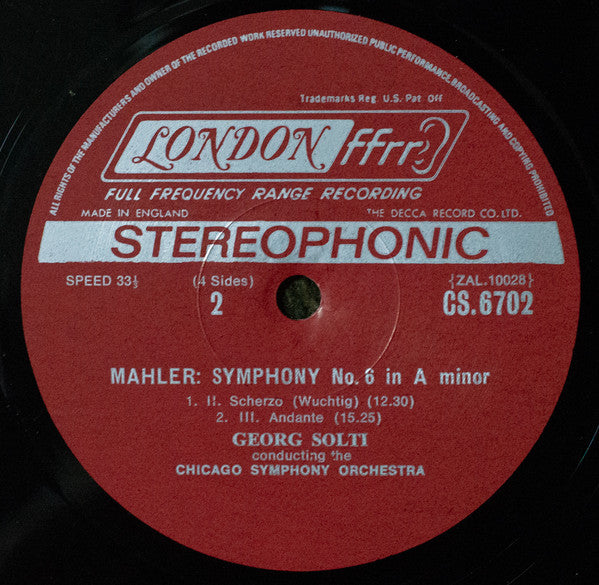 ALL RIGHTS OF THE MANUFACTURERS AND OWNER OF THE RECORDED WORK RESERVED UNAUTHORIZED PUBLIC PERFORMANCE, BROADCASTING AND COPYING PROHIBITED
Trademarks Reg. U.S. Pat. Off
LONDON ffrr
FULL FREQUENCY RANGE RECORDING
MADE IN ENGLAND THE DECCA RECORD CO. LTD.
STEREOPHONIC
SPEED 33⅓ (4 Sides) {ZAL.10028}
2 CS.6702
MAHLER: SYMPHONY No. 6 in A minor
1. II. Scherzo (Wuchtig) (12.30)
2. III. Andante (15.25)
GEORG SOLTI
conducting the
CHICAGO SYMPHONY ORCHESTRA